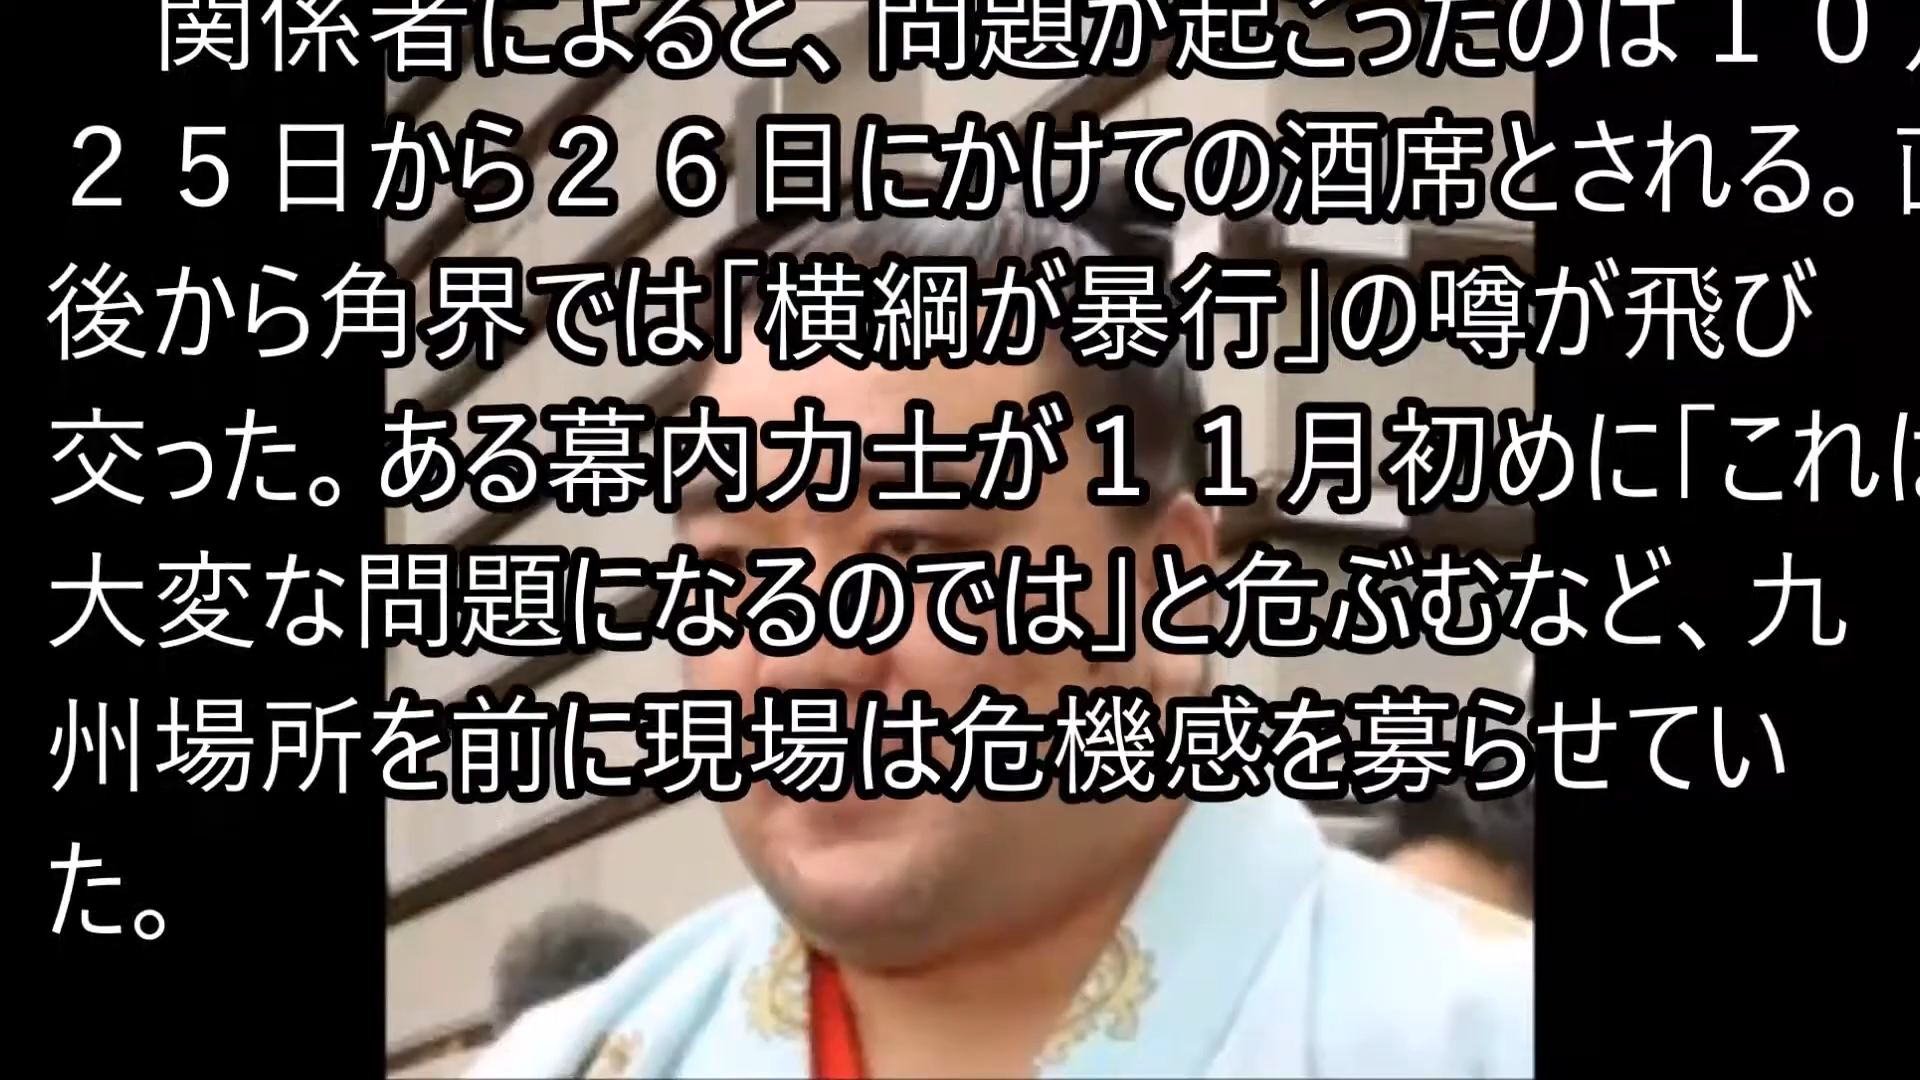 関係者によると、問題が起こったのは１０
２５日から２６日にかけての酒席とされる。
後から角界では「横綱が暴行」の噂が飛び
交った。ある幕内力士が１１月初めに「これは
大変な問題になるのでは」と危ぶむなど、九
州場所を前に現場は危機感を募らせてい
た。